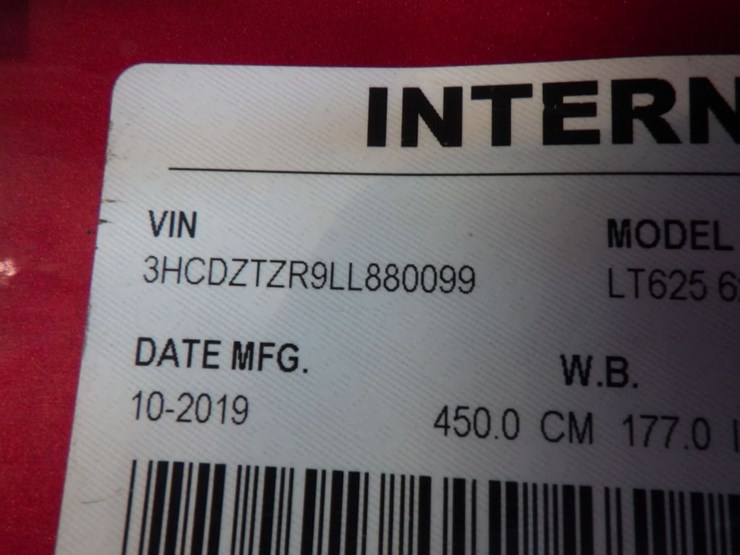 INTERN
VIN
MODEL
3HCDZTZR9LL880099
LT625 6
DATE MFG.
W.B.
10-2019
450.0 CM 177.0 I